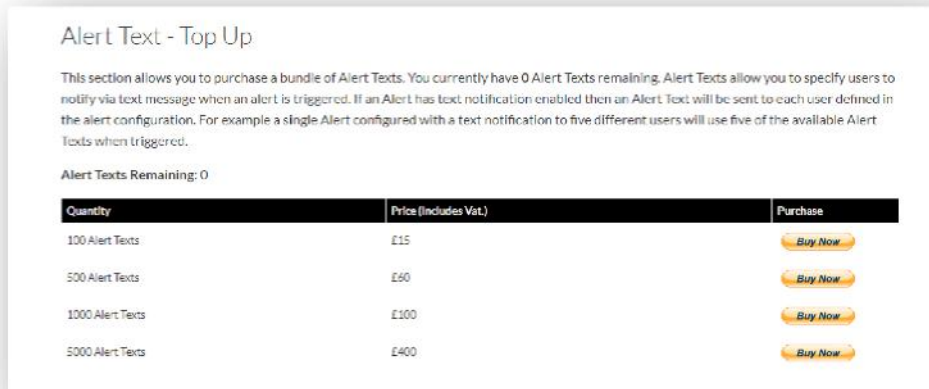 Alert Text - Top Up
This section allows you to purchase a bundle of Alert Texts. You currently have 0 Alert Texts remaining. Alert Texts allow you to specify users to
notify via text message when an alert is triggered. If an Alert has text notification enabled then an Alert Text will be sent to each user defined in
the alert configuration. For example a single Alert configured with a text notification to five different users will use five of the available Alert
Texts when triggered.
Alert Texts Remaining: 0
Quantity Price (Includes Vat.) Purchase
100 Alert Texts £15 Buy Now
500 Alert Texts £60 Buy Now
1000 Alert Texts £100 Buy Now
5000 Alert Texts £400 Buy Now